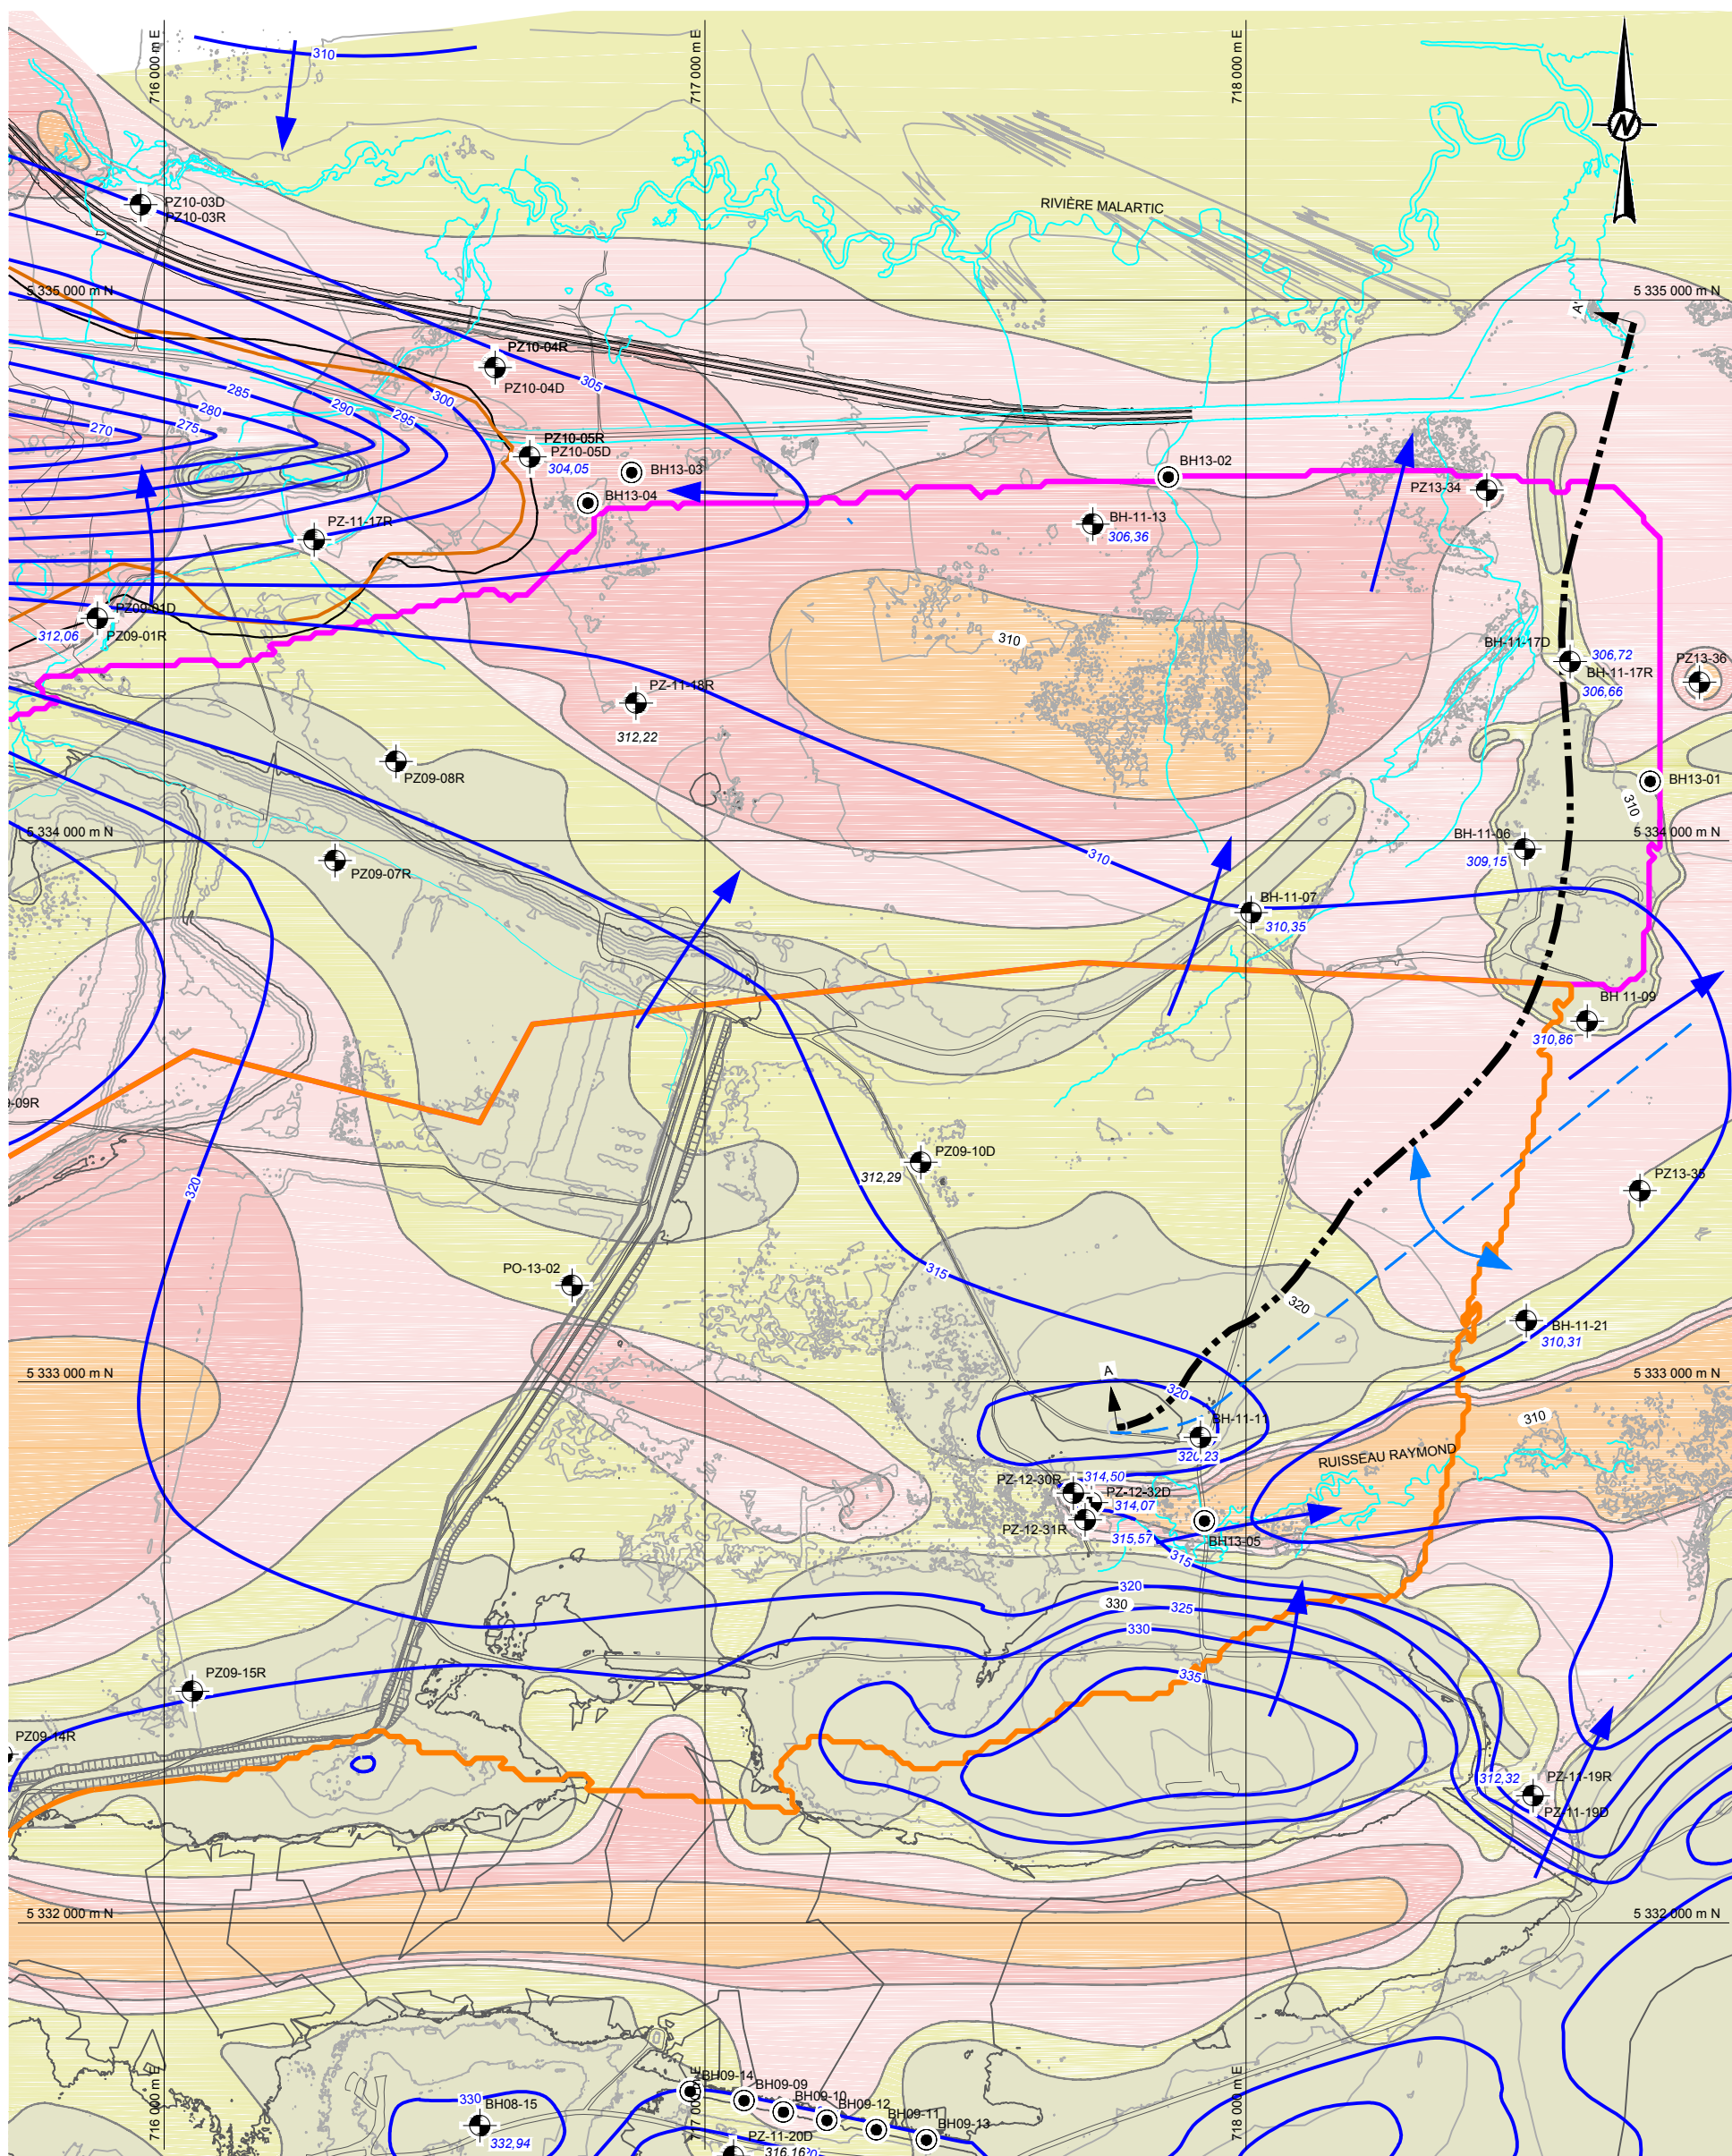 716 000 m E
717 000 m E
718 000 m E
310
N
PZ10-03D
PZ10-03R
RIVIÈRE MALARTIC
5 335 000 m N
5 335 000 m N
A'
PZ10-04R
PZ10-04D
305
285
290
300
280
295
270
275
PZ10-05R
PZ10-05D
304,05
BH13-03
BH13-04
BH13-02
PZ13-34
PZ-11-17R
BH-11-13
306,36
PZ09-01D
PZ09-01R
312,06
310
BH-11-17D
306,72
BH-11-17R
306,66
PZ13-36
PZ-11-18R
312,22
PZ09-08R
BH13-01
310
5 334 000 m N
5 334 000 m N
BH-11-06
309,15
310
PZ09-07R
BH-11-07
310,35
BH 11-09
310,86
-09R
PZ09-10D
312,29
PZ13-35
320
315
PO-13-02
320
BH-11-21
310,31
5 333 000 m N
5 333 000 m N
A
320
BH-11-11
310
RUISSEAU RAYMOND
PZ-12-30R
314,50
PZ-12-32D
314,07
PZ-12-31R
315,57
BH13-05
315
320
330
325
330
335
PZ09-15R
PZ09-14R
312,32
PZ-11-19R
PZ-11-19D
5 332 000 m N
5 332 000 m N
716 000 m E
718 000 m E
BH09-14
BH09-09
BH09-10
BH09-12
BH09-11
BH09-13
330
BH08-15
332,94
PZ-11-20D
316,16